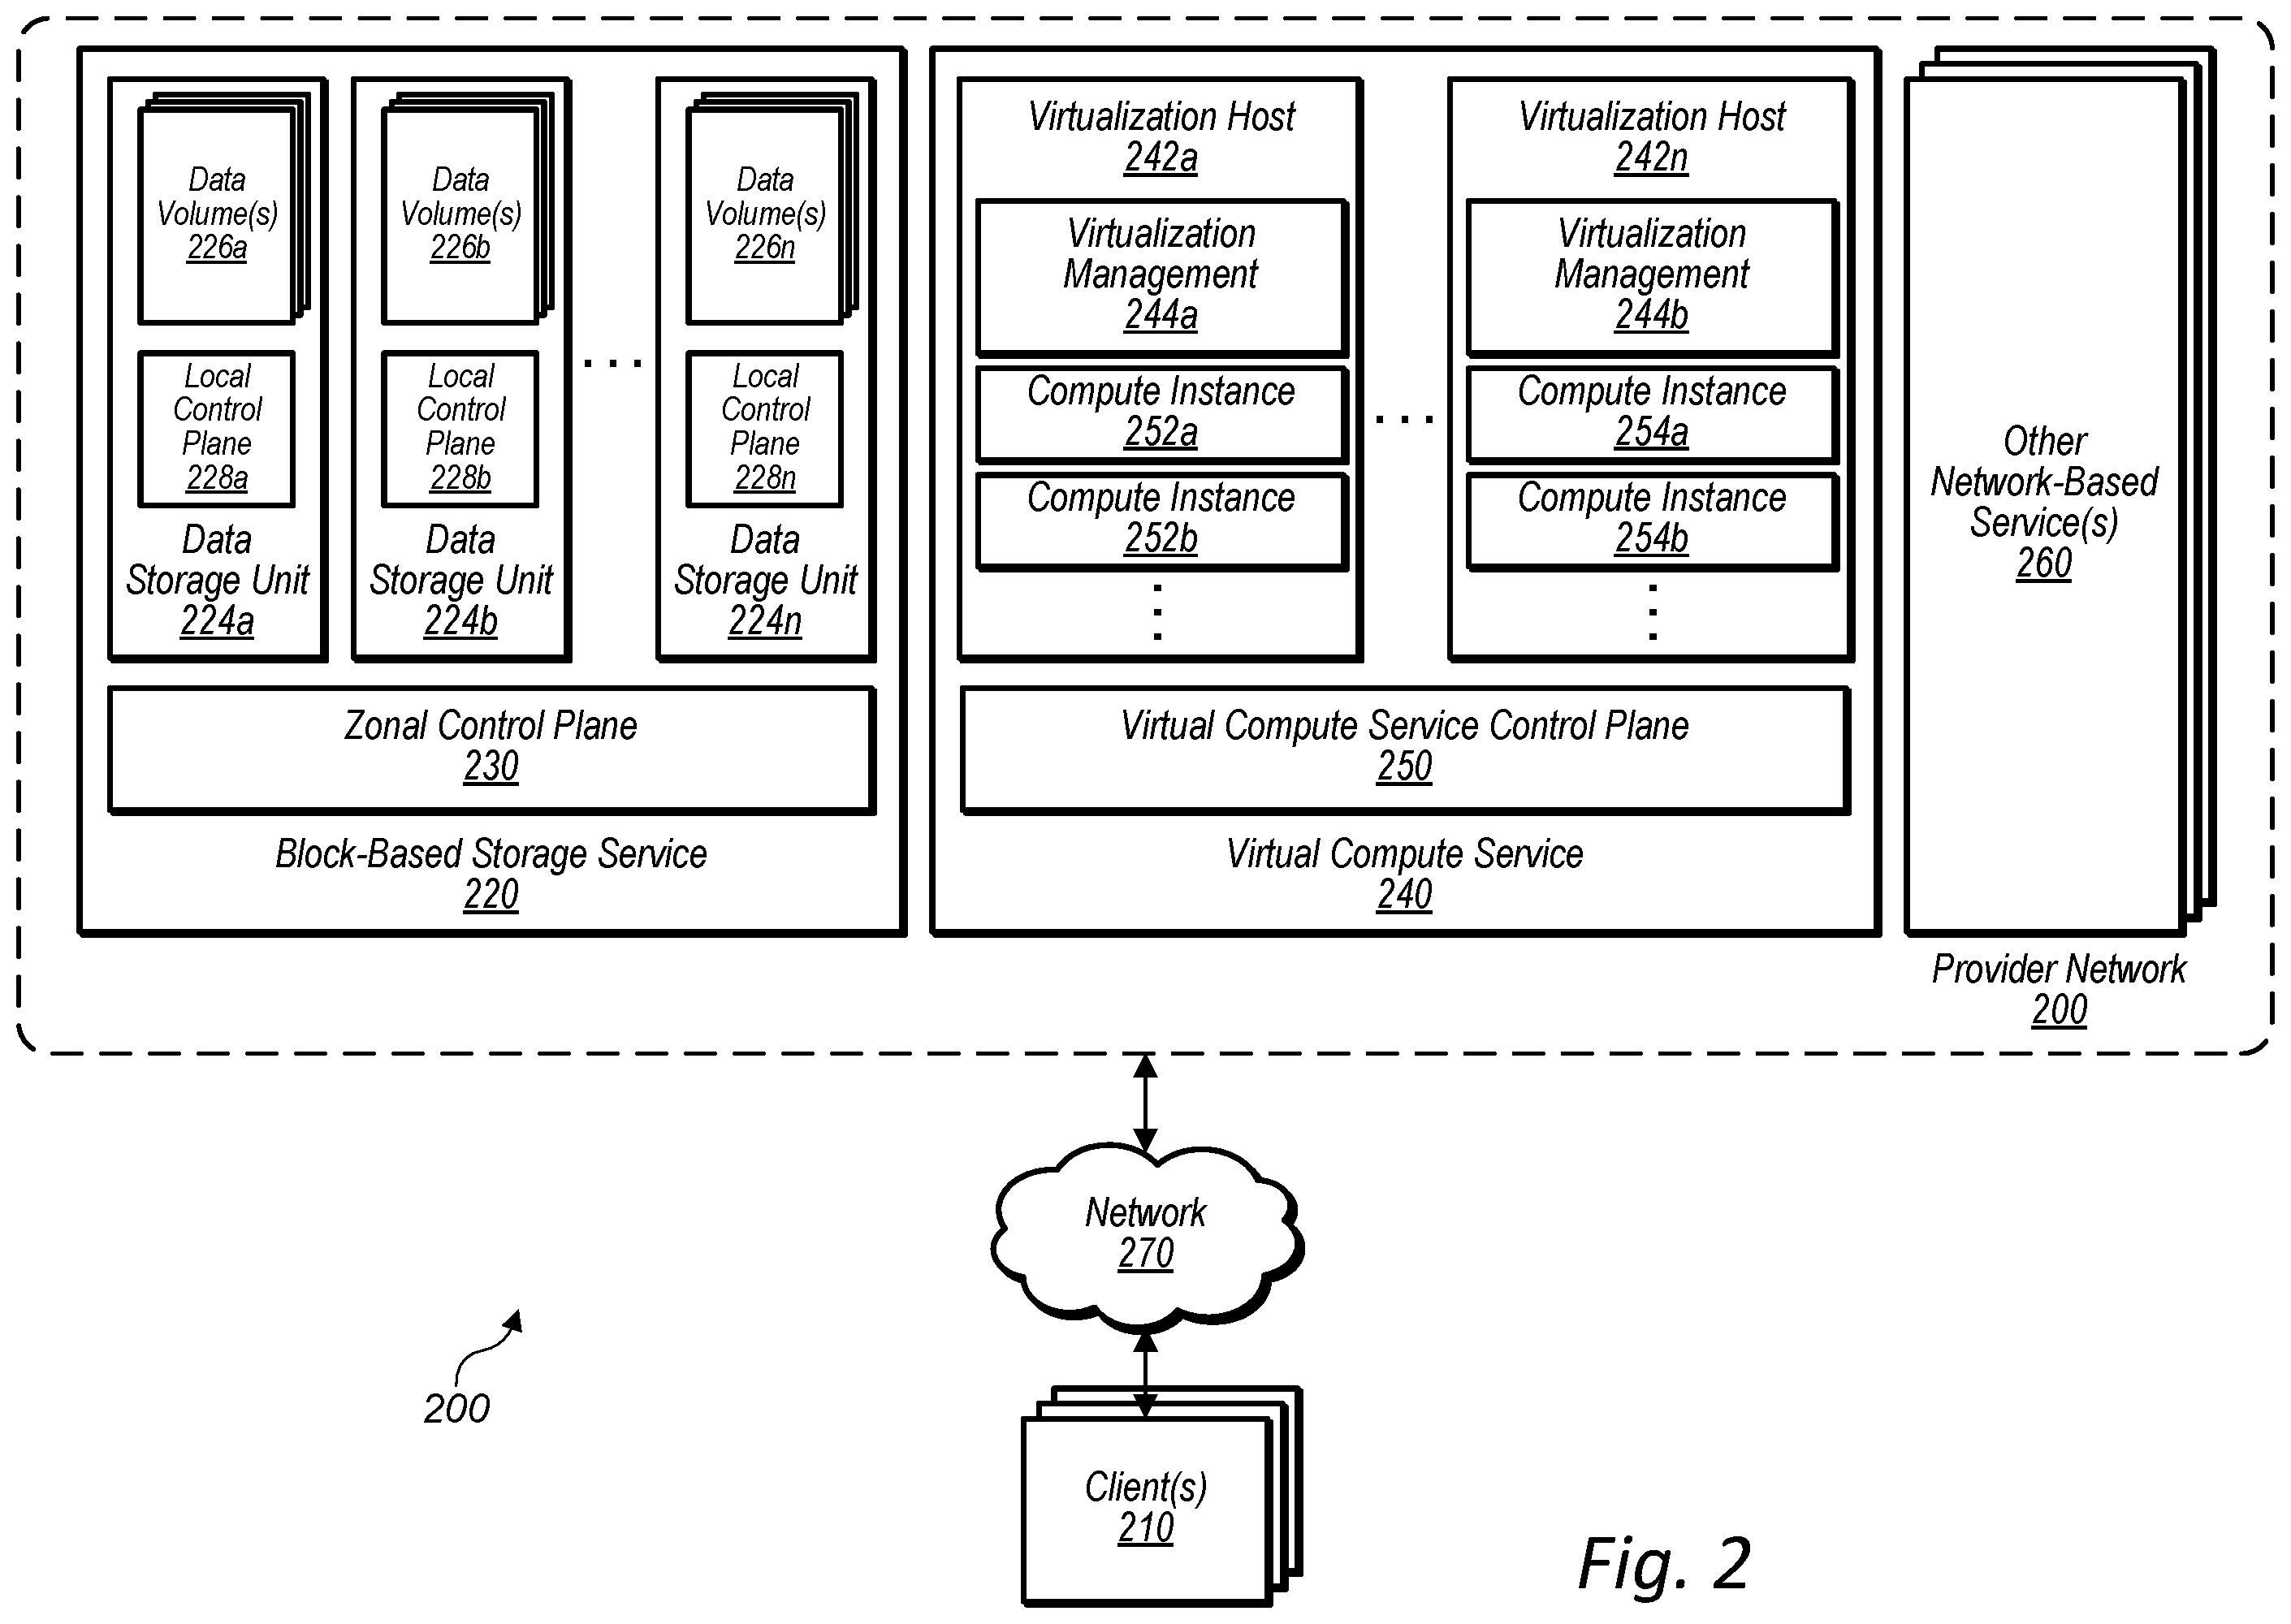 Data
Volume(s)
226a
Local
Control
Plane
228a
Data
Storage Unit
224a
Data
Volume(s)
226b
Local
Control
Plane
228b
Data
Storage Unit
224b
. . .
Data
Volume(s)
226n
Local
Control
Plane
228n
Data
Storage Unit
224n
Zonal Control Plane
230
Block-Based Storage Service
220
Virtualization Host
242a
Virtualization
Management
244a
Compute Instance
252a
Compute Instance
252b
. . .
Virtualization Host
242n
Virtualization
Management
244b
Compute Instance
254a
Compute Instance
254b
Virtual Compute Service Control Plane
250
Virtual Compute Service
240
Other
Network-Based
Service(s)
260
Provider Network
200
Network
270
200
Client(s)
210
Fig. 2